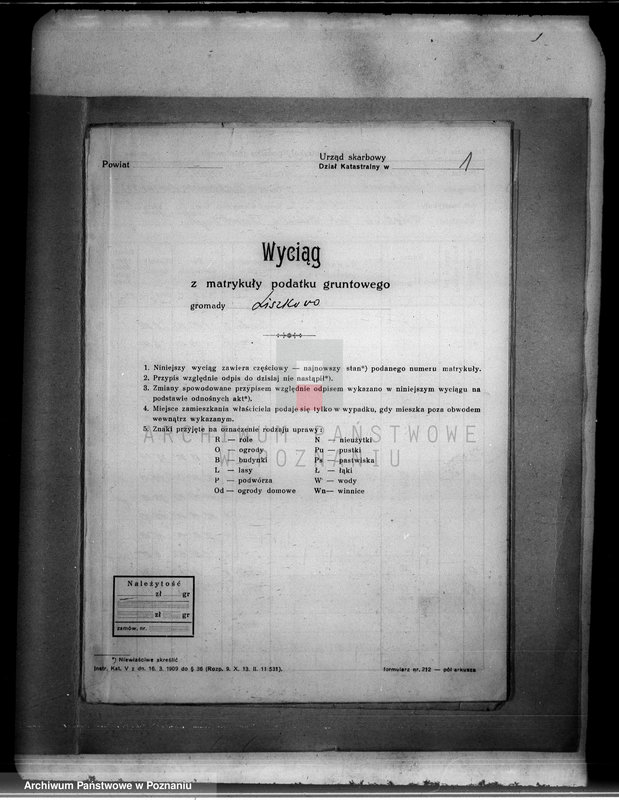 Powiat
Urząd skarbowy
Dział Katastralny w
1
Wyciąg
z matrykuły podatku gruntowego
gromady Liszkowo
1. Niniejszy wyciąg zawiera częściowy — najnowszy stan*) podanego numeru matrykuły.
2. Przypis względnie odpis do dzisiaj nie nastąpił*).
3. Zmiany spowodowane przypisem względnie odpisem wykazano w niniejszym wyciągu na
podstawie odnośnych akt*).
4. Miejsce zamieszkania właściciela podaje się tylko w wypadku, gdy mieszka poza obwodem
wewnątrz wykazanym.
5. Znaki przyjęte na oznaczenie rodzaju uprawy:
R — role N — nieużytki
O — ogrody Pu — pustki
B — budynki Ps — pastwiska
L — lasy Ł — łąki
P — podwórza W — wody
Od — ogrody domowe Wn — winnice
ARCHIWUM PAŃSTWOWE
W POZNANIU
Należytość
zł gr
zł gr
zamów. nr.
*) Niewłaściwe skreślić
Instr. Kat. V z dn. 16. 3. 1909 do § 36 (Rozp. 9. X. 13. II. 11 531).
formularz nr. 212 — pół arkusza
Archiwum Państwowe w Poznaniu